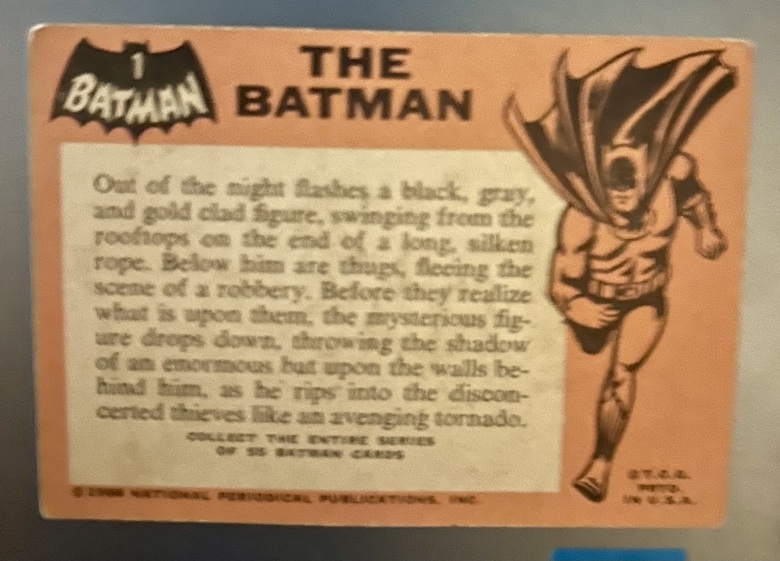 1
BATMAN
THE
BATMAN
Out of the night flashes a black, gray,
and gold clad figure, swinging from the
rooftops on the end of a long, silken
rope. Below him are thugs, fleeing the
scene of a robbery. Before they realize
what is upon them, the mysterious fig-
ure drops down, throwing the shadow
of an enormous bat upon the walls be-
hind him, as he rips into the discon-
certed thieves like an avenging tornado.
COLLECT THE ENTIRE SERIES
OF 55 BATMAN CARDS
© 1966 NATIONAL PERIODICAL PUBLICATIONS, INC.
© T.C.G.
PRTD.
IN U.S.A.